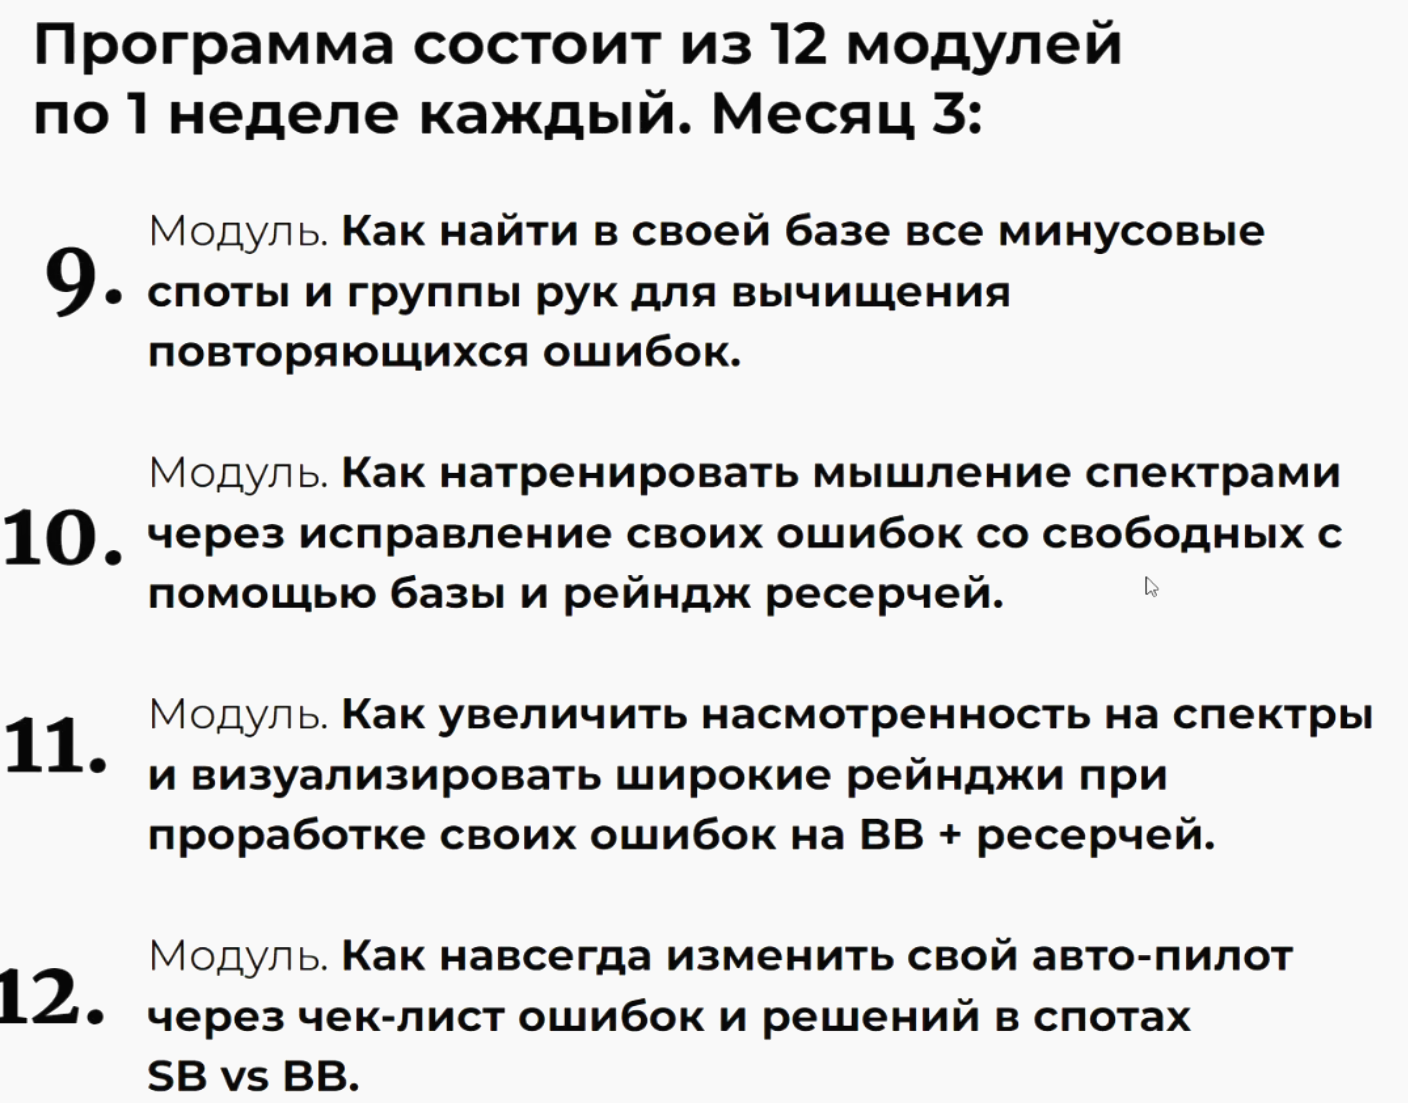 Программа состоит из 12 модулей
по 1 неделе каждый. Месяц 3:
9. Модуль. Как найти в своей базе все минусовые
споты и группы рук для вычищения
повторяющихся ошибок.
10. Модуль. Как натренировать мышление спектрами
через исправление своих ошибок со свободных с
помощью базы и рейндж ресерчей.
11. Модуль. Как увеличить насмотренность на спектры
и визуализировать широкие рейнджи при
проработке своих ошибок на BB + ресерчей.
12. Модуль. Как навсегда изменить свой авто-пилот
через чек-лист ошибок и решений в спотах
SB vs BB.